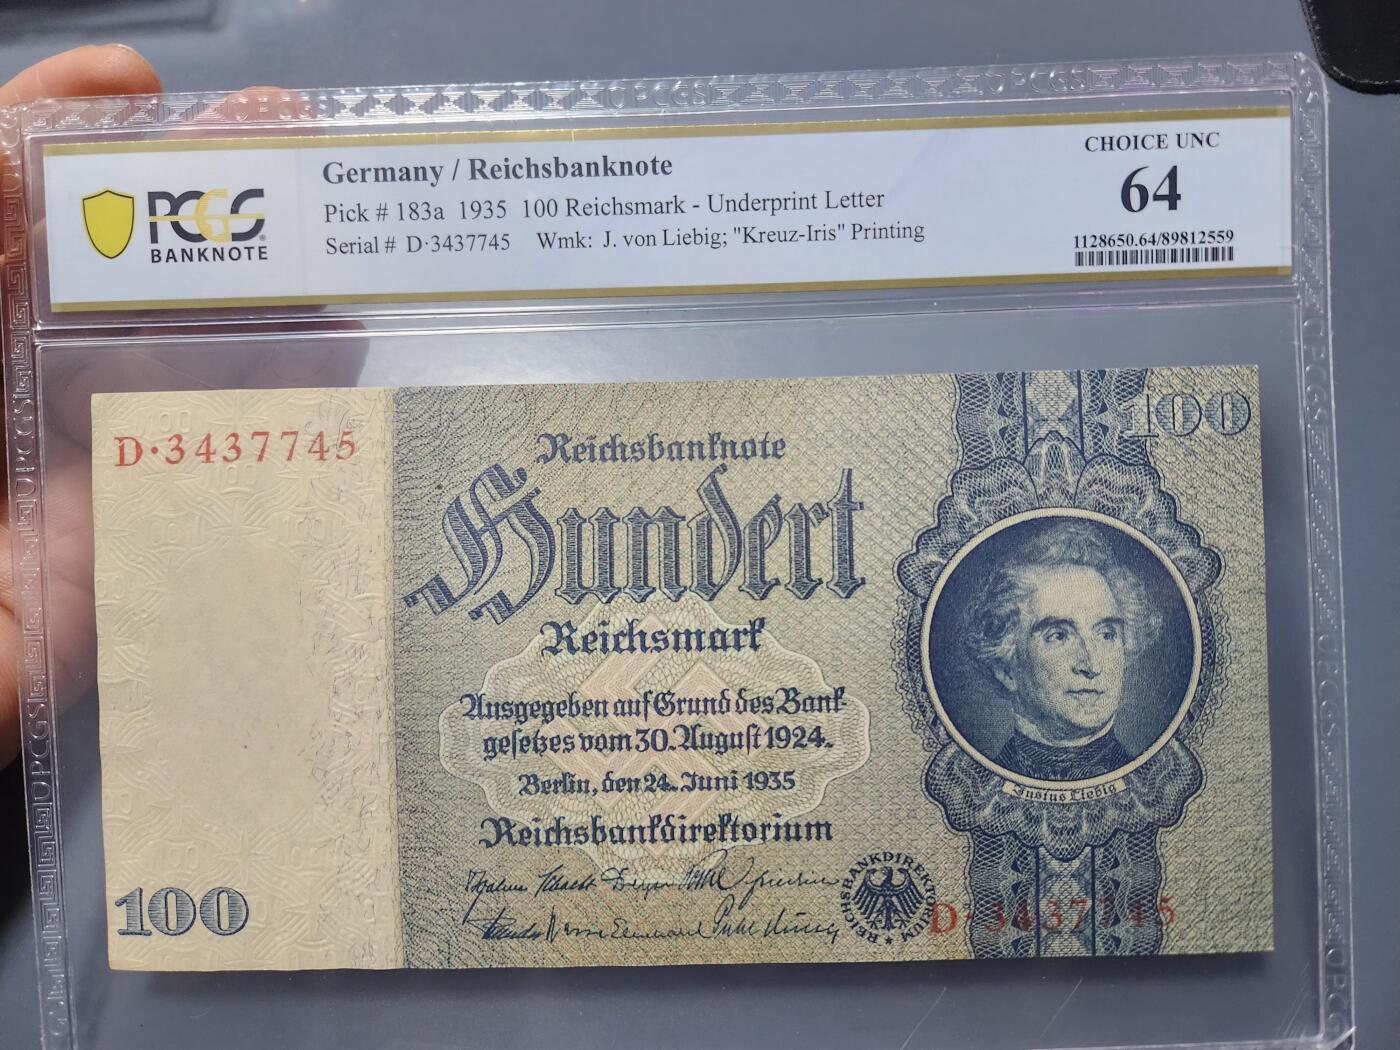 PCGS
BANKNOTE
Germany / Reichsbanknote
Pick # 183a 1935 100 Reichsmark - Underprint Letter
Serial # D·3437745 Wmk: J. von Liebig; "Kreuz-Iris" Printing
CHOICE UNC
64
1128650.64/89812559
D·3437745
100
Reichsbanknote
Hundert
Reichsmark
Ausgegeben auf Grund des Bank-
gesetzes vom 30. August 1924.
Berlin, den 24. Juni 1935
Reichsbankdirektorium
Justus Liebig
REICHSBANKDIREKTORIUM
D·3437745
100